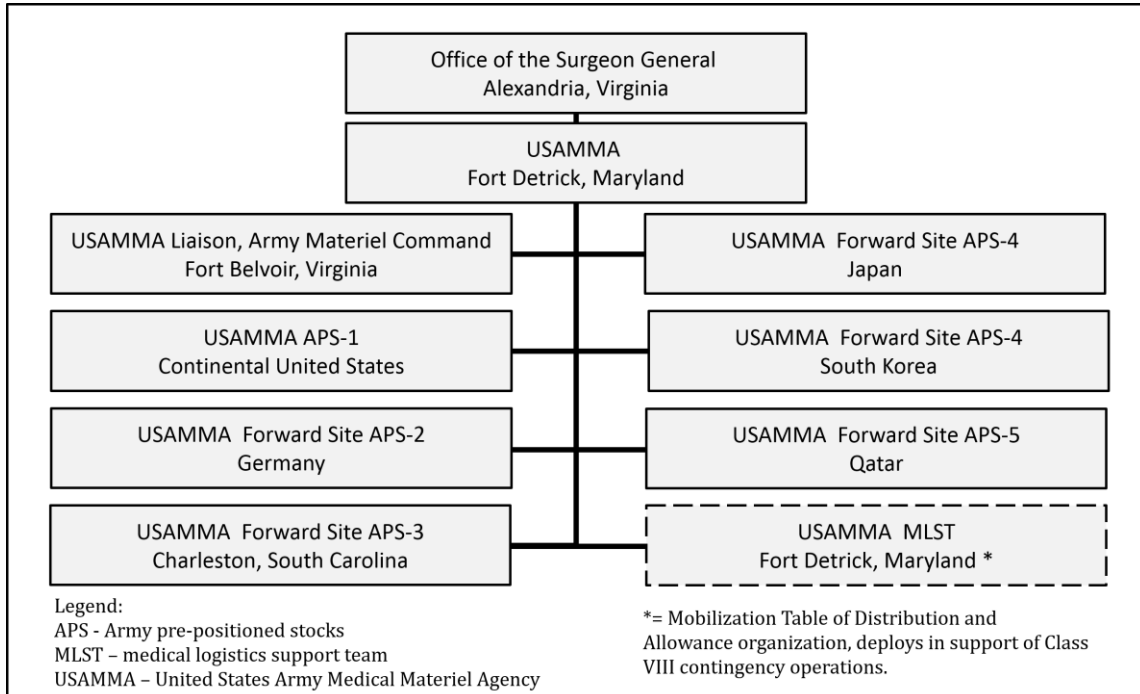 Office of the Surgeon General
Alexandria, Virginia
USAMMA
Fort Detrick, Maryland
USAMMA Liaison, Army Materiel Command
Fort Belvoir, Virginia
USAMMA Forward Site APS-4
Japan
USAMMA APS-1
Continental United States
USAMMA Forward Site APS-4
South Korea
USAMMA Forward Site APS-2
Germany
USAMMA Forward Site APS-5
Qatar
USAMMA Forward Site APS-3
Charleston, South Carolina
USAMMA MLST
Fort Detrick, Maryland *
Legend:
APS - Army pre-positioned stocks
MLST – medical logistics support team
USAMMA – United States Army Medical Materiel Agency
*= Mobilization Table of Distribution and
Allowance organization, deploys in support of Class
VIII contingency operations.